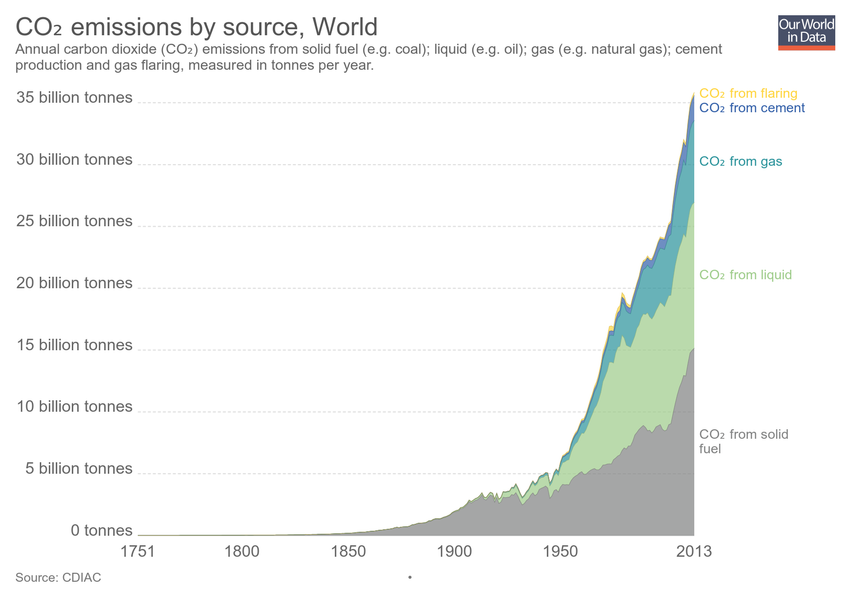 CO₂ emissions by source, World
Our World
in Data
Annual carbon dioxide (CO₂) emissions from solid fuel (e.g. coal); liquid (e.g. oil); gas (e.g. natural gas); cement
production and gas flaring, measured in tonnes per year.
35 billion tonnes
30 billion tonnes
25 billion tonnes
20 billion tonnes
15 billion tonnes
10 billion tonnes
5 billion tonnes
0 tonnes
CO₂ from flaring
CO₂ from cement
CO₂ from gas
CO₂ from liquid
CO₂ from solid
fuel
1751 1800 1850 1900 1950 2013
Source: CDIAC